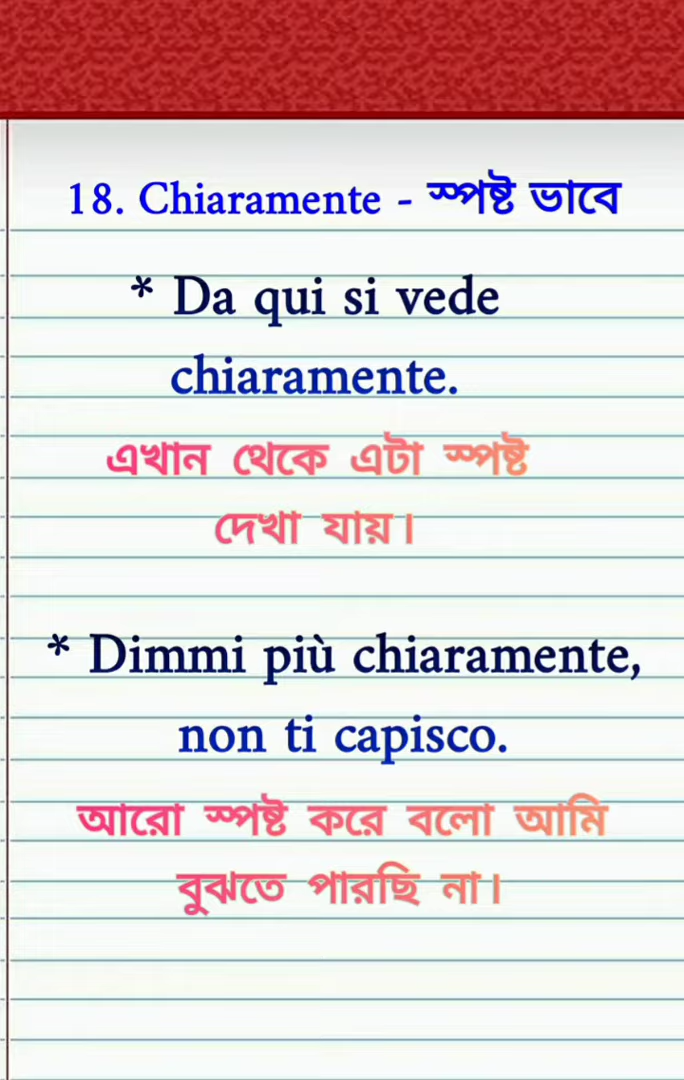 18. Chiaramente - স্পষ্ট ভাবে
* Da qui si vede
chiaramente.
এখান থেকে এটা স্পষ্ট
দেখা যায়।
* Dimmi più chiaramente,
non ti capisco.
আরো স্পষ্ট করে বলো আমি
বুঝতে পারছি না।